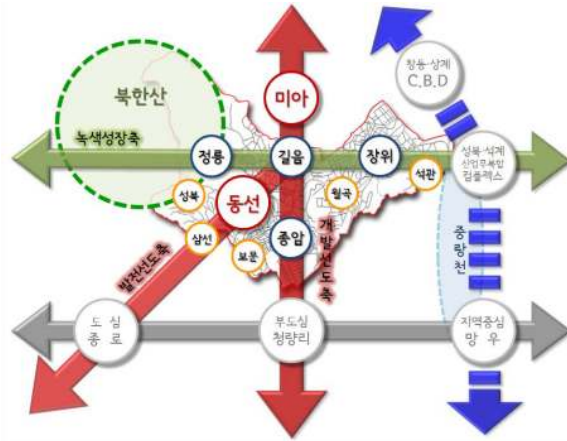 창동·상계
C.B.D
북한산
미아
녹색성장축
정릉
길음
장위
성북·석계
신업무복합
컴플렉스
석관
성북
동선
월곡
삼선
보문
종암
개발선도축
중랑천
발전선도축
도 심
종 로
부도심
청량리
지역중심
망 우